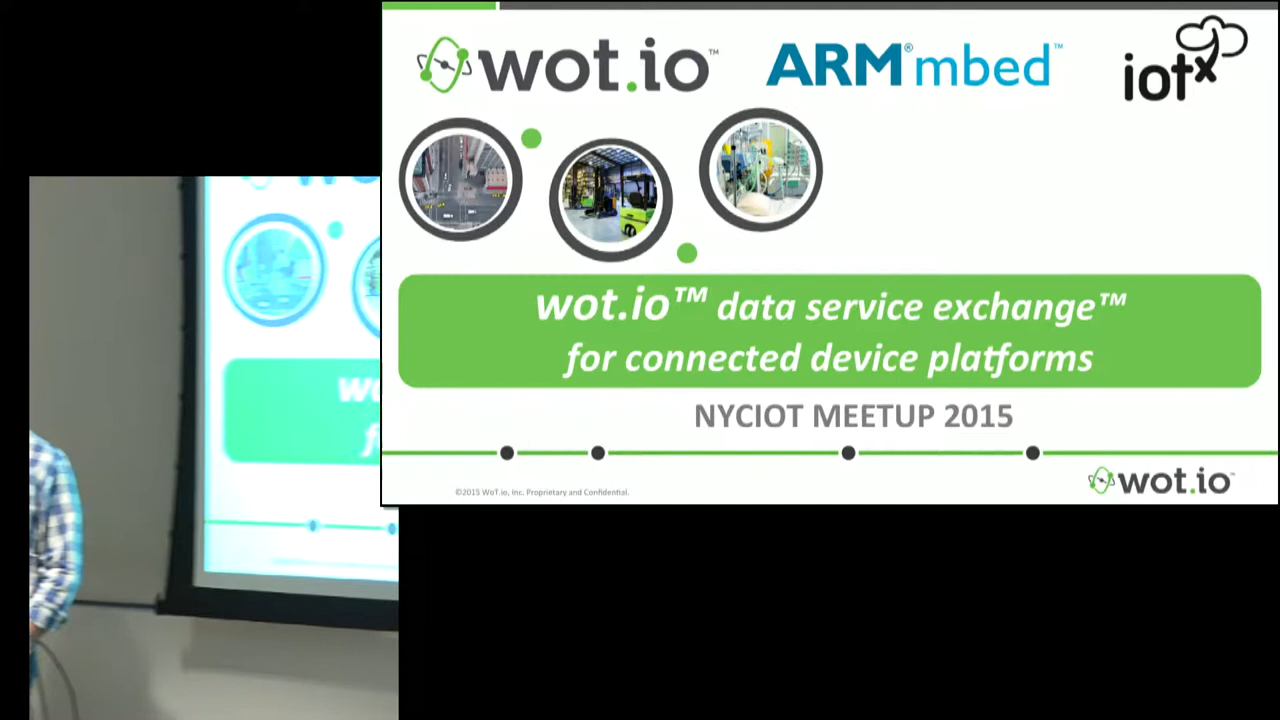 wot.io™
ARM®mbed™
iotx
wot.io™ data service exchange™
for connected device platforms
NYCIOT MEETUP 2015
©2015 WoT.io, Inc. Proprietary and Confidential.
wot.io™